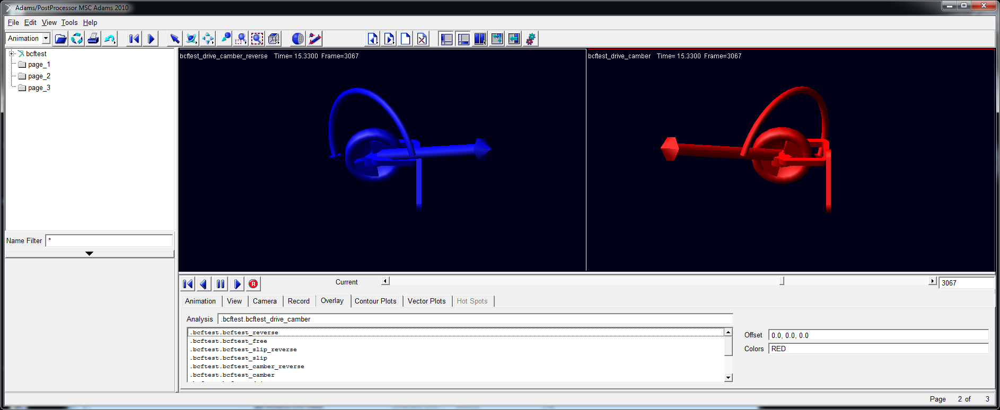 Adams/PostProcessor MSC Adams 2010
File Edit View Tools Help
Animation
bcftest
page_1
page_2
page_3
Name Filter *
bcftest_drive_camber_reverse Time= 15.3300 Frame=3067
bcftest_drive_camber Time= 15.3300 Frame=3067
R
Current
3067
Animation View Camera Record Overlay Contour Plots Vector Plots Hot Spots
Analysis .bcftest.bcftest_drive_camber
.bcftest.bcftest_reverse
.bcftest.bcftest_free
.bcftest.bcftest_slip_reverse
.bcftest.bcftest_slip
.bcftest.bcftest_camber_reverse
.bcftest.bcftest_camber
Offset 0.0, 0.0, 0.0
Colors RED
Page 2 of 3